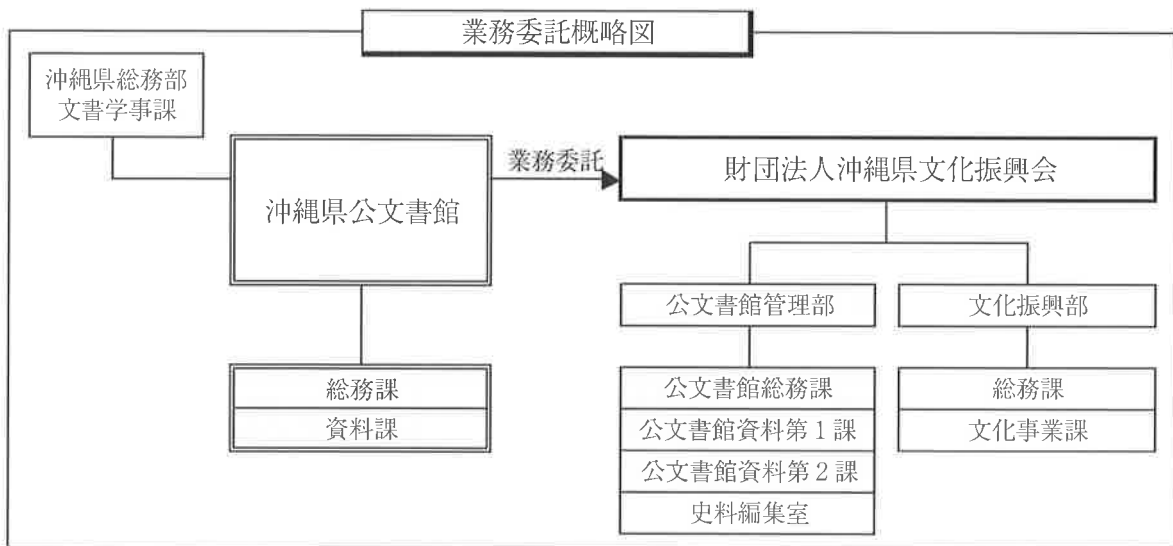 業務委託概略図
沖縄県総務部
文書学事課
沖縄県公文書館
業務委託
財団法人沖縄県文化振興会
総務課
資料課
公文書館管理部
文化振興部
公文書館総務課
公文書館資料第1課
公文書館資料第2課
史料編集室
総務課
文化事業課